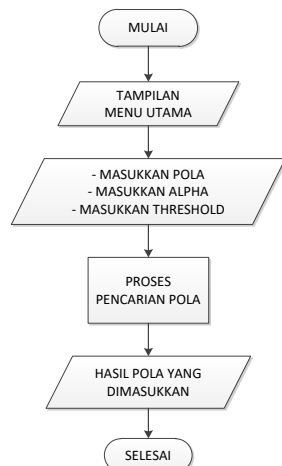 MULAI
TAMPILAN
MENU UTAMA
- MASUKKAN POLA
- MASUKKAN ALPHA
- MASUKKAN THRESHOLD
PROSES
PENCARIAN POLA
HASIL POLA YANG
DIMASUKKAN
SELESAI